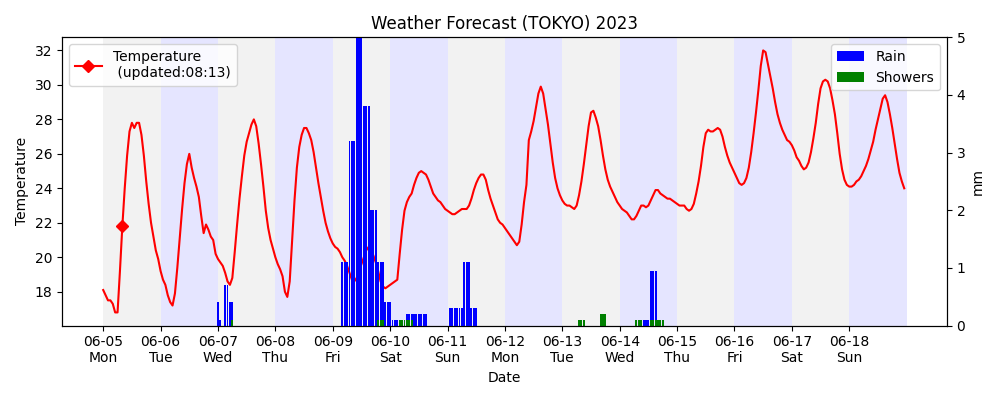 Weather Forecast (TOKYO) 2023
Temperature
(updated:08:13)
Rain
Showers
Temperature
32
30
28
26
24
22
20
18
5
4
3
2
1
0
mm
06-05 06-06 06-07 06-08 06-09 06-10 06-11 06-12 06-13 06-14 06-15 06-16 06-17 06-18
Mon Tue Wed Thu Fri Sat Sun Mon Tue Wed Thu Fri Sat Sun
Date